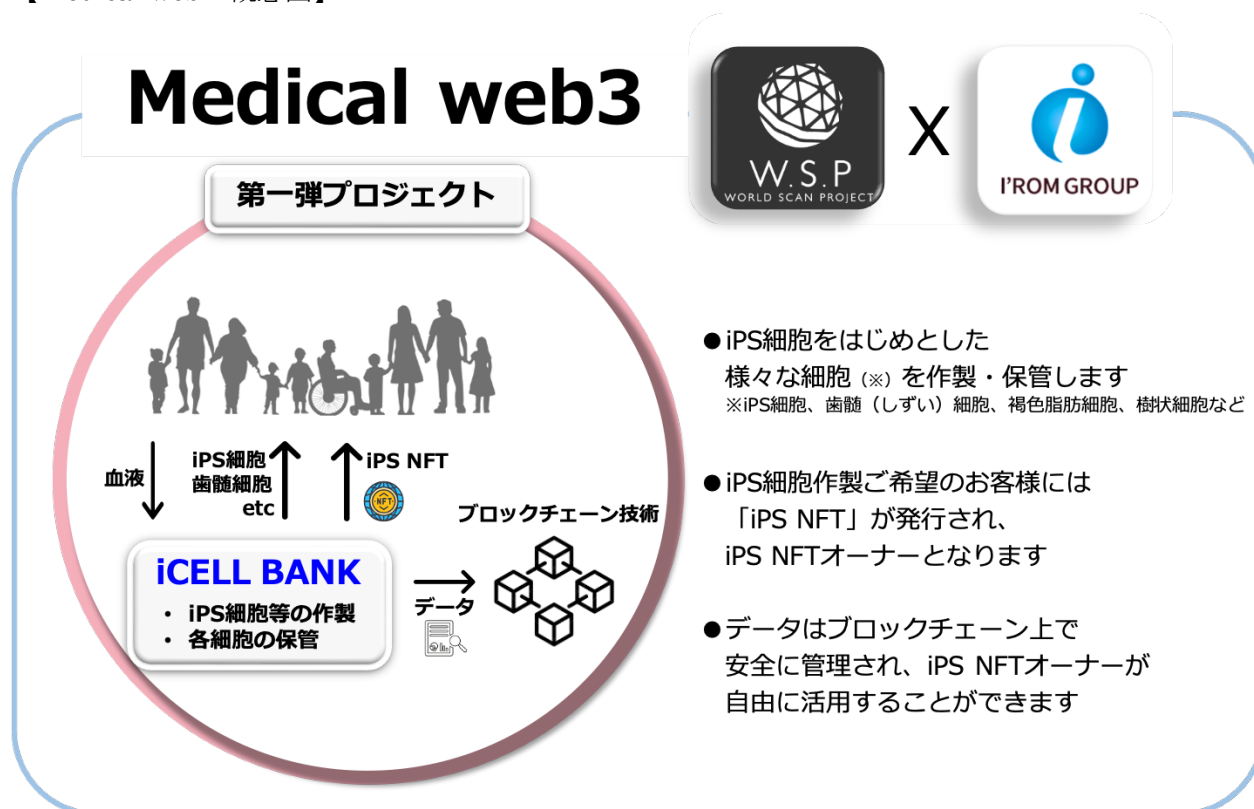 Medical web3
W.S.P
WORLD SCAN PROJECT
X
i
I'ROM GROUP
第一弾プロジェクト
血液
iPS細胞
歯髄細胞
etc
iPS NFT
NFT
ブロックチェーン技術
iCELL BANK
・ iPS細胞等の作製
・ 各細胞の保管
データ
●iPS細胞をはじめとした
様々な細胞（※）を作製・保管します
※iPS細胞、歯髄（しずい）細胞、褐色脂肪細胞、樹状細胞など
●iPS細胞作製ご希望のお客様には
「iPS NFT」が発行され、
iPS NFTオーナーとなります
●データはブロックチェーン上で
安全に管理され、iPS NFTオーナーが
自由に活用することができます